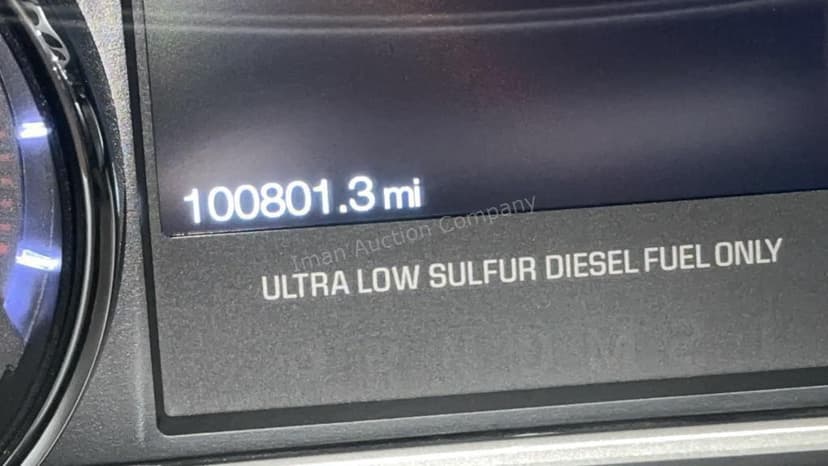 100801.3 mi
Iman Auction Company
ULTRA LOW SULFUR DIESEL FUEL ONLY